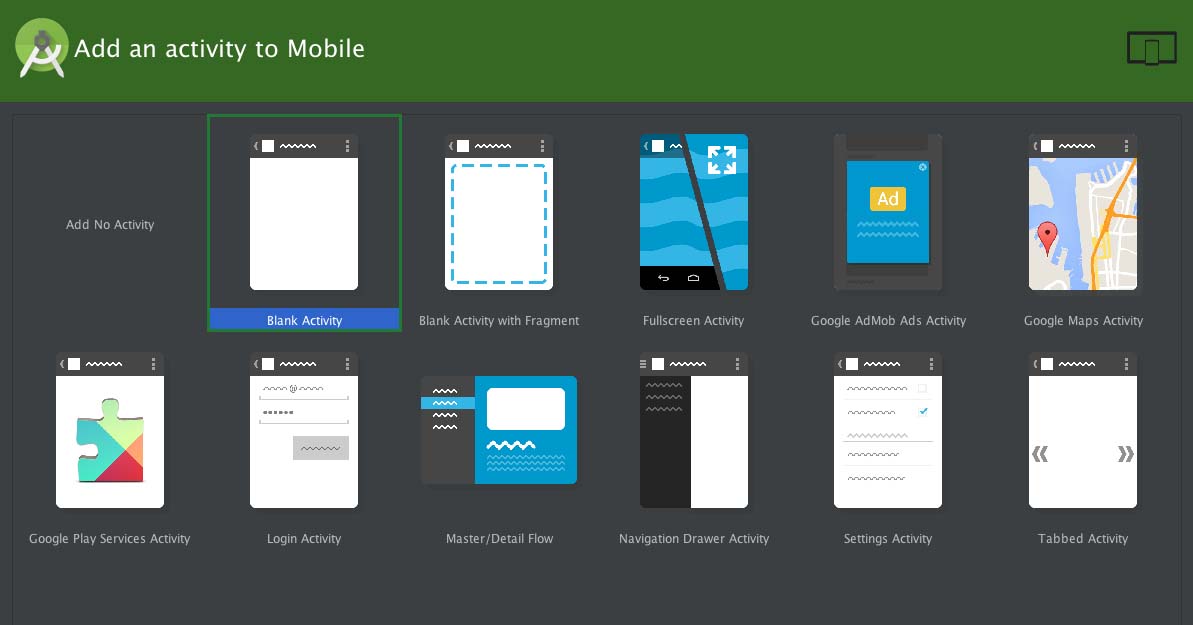 Add an activity to Mobile
Add No Activity
Blank Activity
Blank Activity with Fragment
Ad
Fullscreen Activity
Google AdMob Ads Activity
Google Maps Activity
@
Google Play Services Activity
Login Activity
Master/Detail Flow
Navigation Drawer Activity
Settings Activity
Tabbed Activity